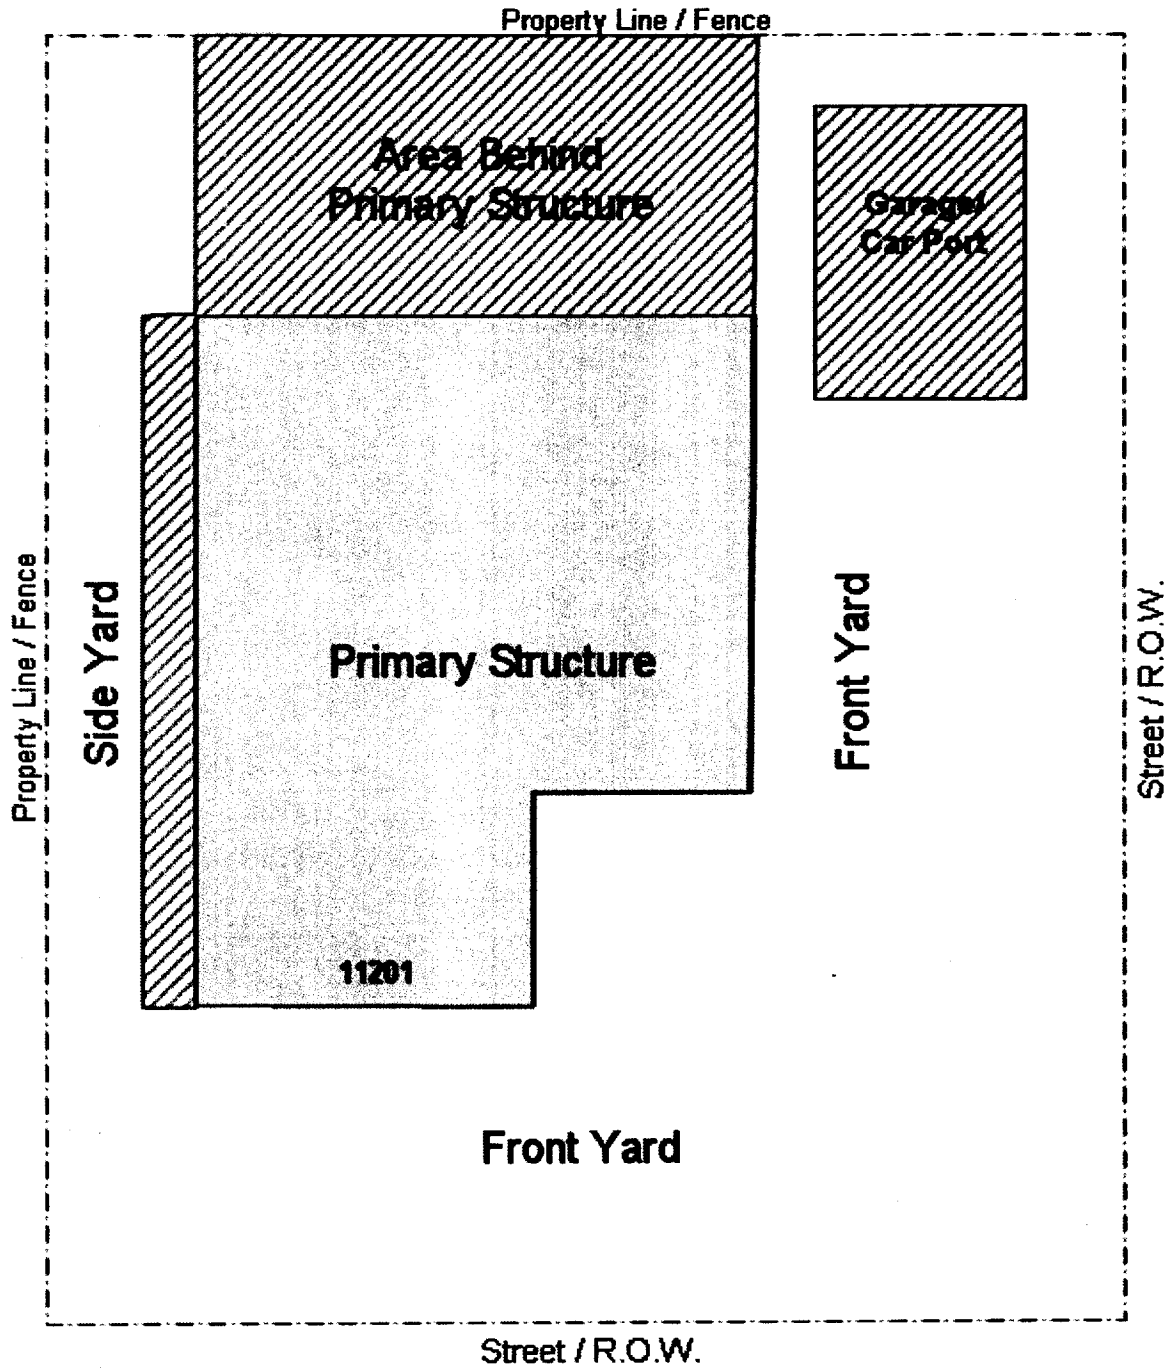 Property Line / Fence
Area Behind
Primary Structure
Garage/
Car Port
Property Line / Fence
Side Yard
Primary Structure
Front Yard
Street / R.O.W.
11201
Front Yard
Street / R.O.W.